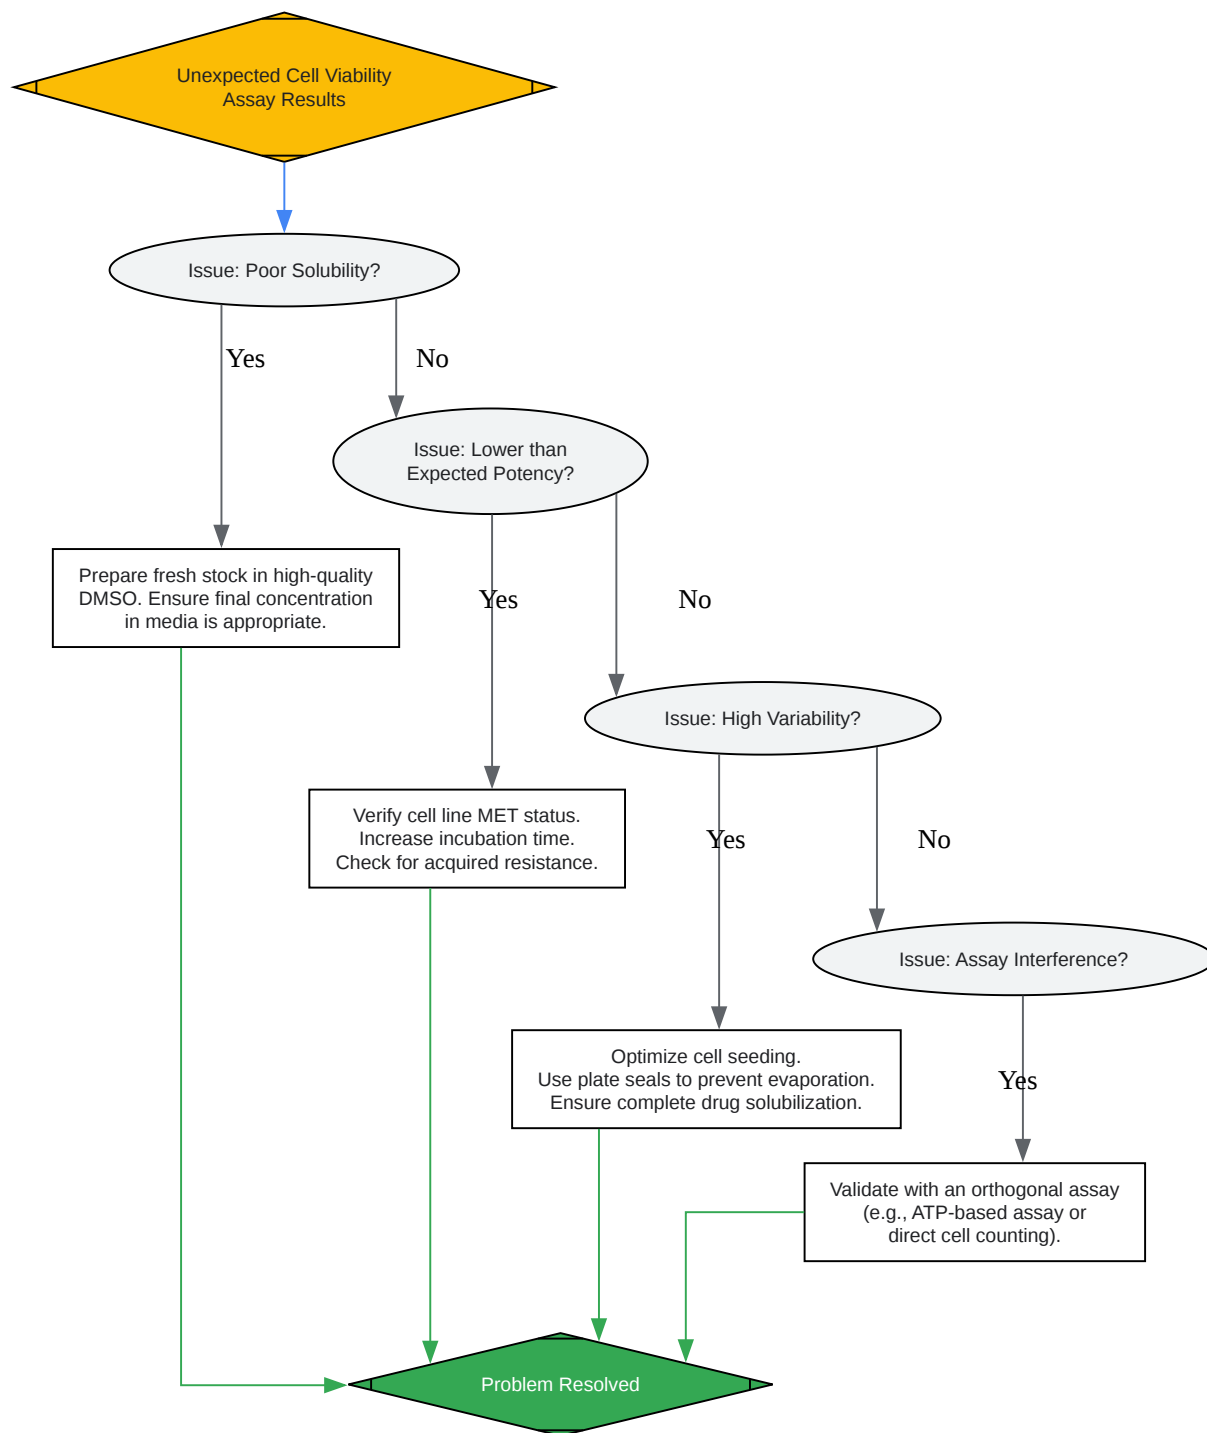 Unexpected Cell Viability
Assay Results
Issue: Poor Solubility?
Yes
No
Issue: Lower than
Expected Potency?
Prepare fresh stock in high-quality
DMSO. Ensure final concentration
in media is appropriate.
Yes
No
Issue: High Variability?
Verify cell line MET status.
Increase incubation time.
Check for acquired resistance.
Yes
No
Issue: Assay Interference?
Optimize cell seeding.
Use plate seals to prevent evaporation.
Ensure complete drug solubilization.
Yes
Validate with an orthogonal assay
(e.g., ATP-based assay or
direct cell counting).
Problem Resolved